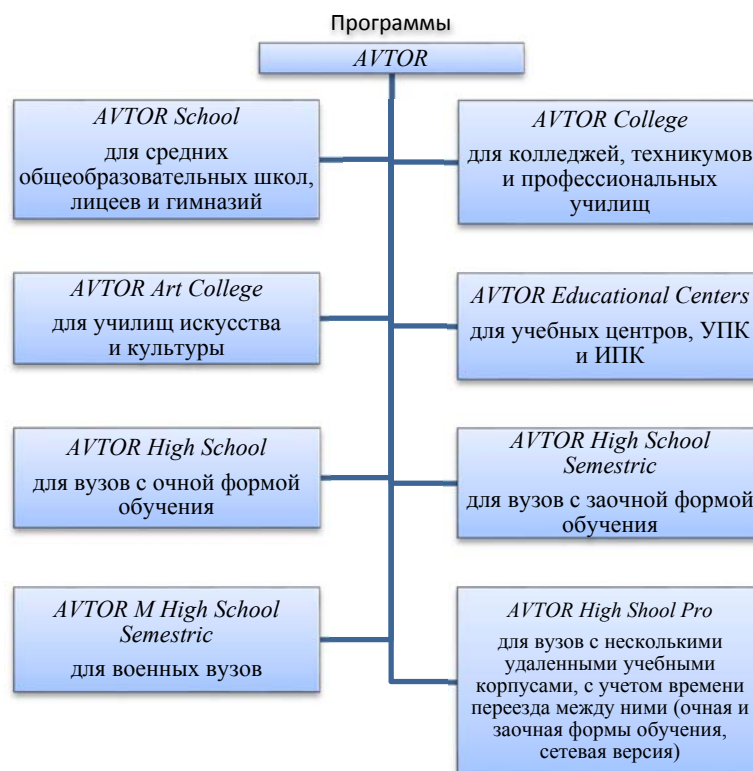 Программы
AVTOR
AVTOR School
для средних
общеобразовательных школ,
лицеев и гимназий
AVTOR College
для колледжей, техникумов
и профессиональных
училищ
AVTOR Art College
для училищ искусства
и культуры
AVTOR Educational Centers
для учебных центров, УПК
и ИПК
AVTOR High School
для вузов с очной формой
обучения
AVTOR High School
Semestric
для вузов с заочной формой
обучения
AVTOR M High School
Semestric
для военных вузов
AVTOR High Shool Pro
для вузов с несколькими
удаленными учебными
корпусами, с учетом времени
переезда между ними (очная и
заочная формы обучения,
сетевая версия)